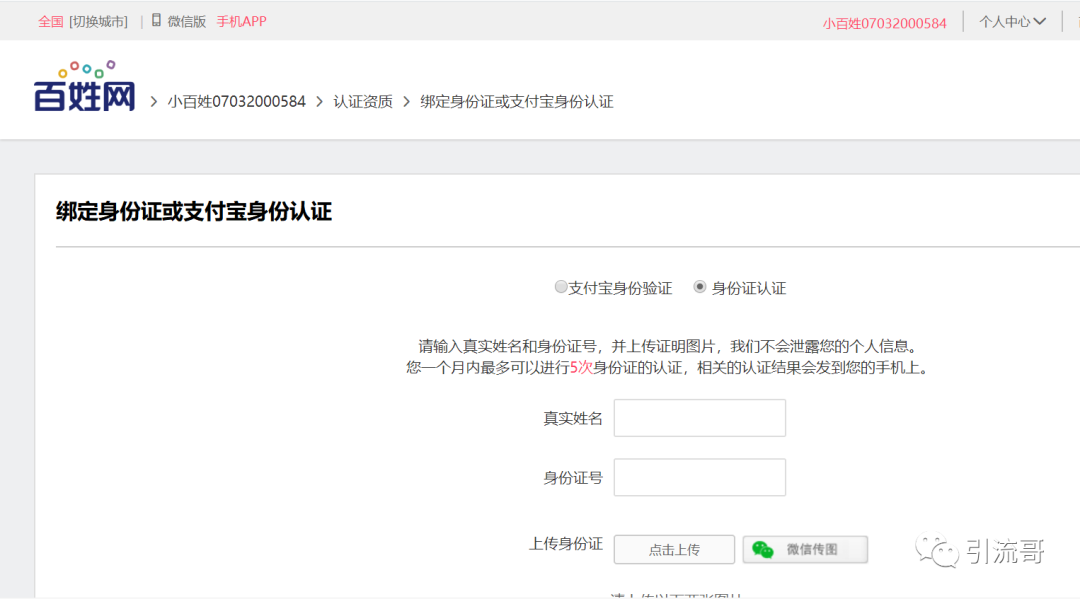 全国 [切换城市] | 微信版 手机APP 小百姓07032000584 个人中心
百姓网 > 小百姓07032000584 > 认证资质 > 绑定身份证或支付宝身份认证
绑定身份证或支付宝身份认证
支付宝身份验证 身份证认证
请输入真实姓名和身份证号，并上传证明图片，我们不会泄露您的个人信息。
您一个月内最多可以进行5次身份证的认证，相关的认证结果会发到您的手机上。
真实姓名
身份证号
上传身份证 点击上传 微信传图
引流哥